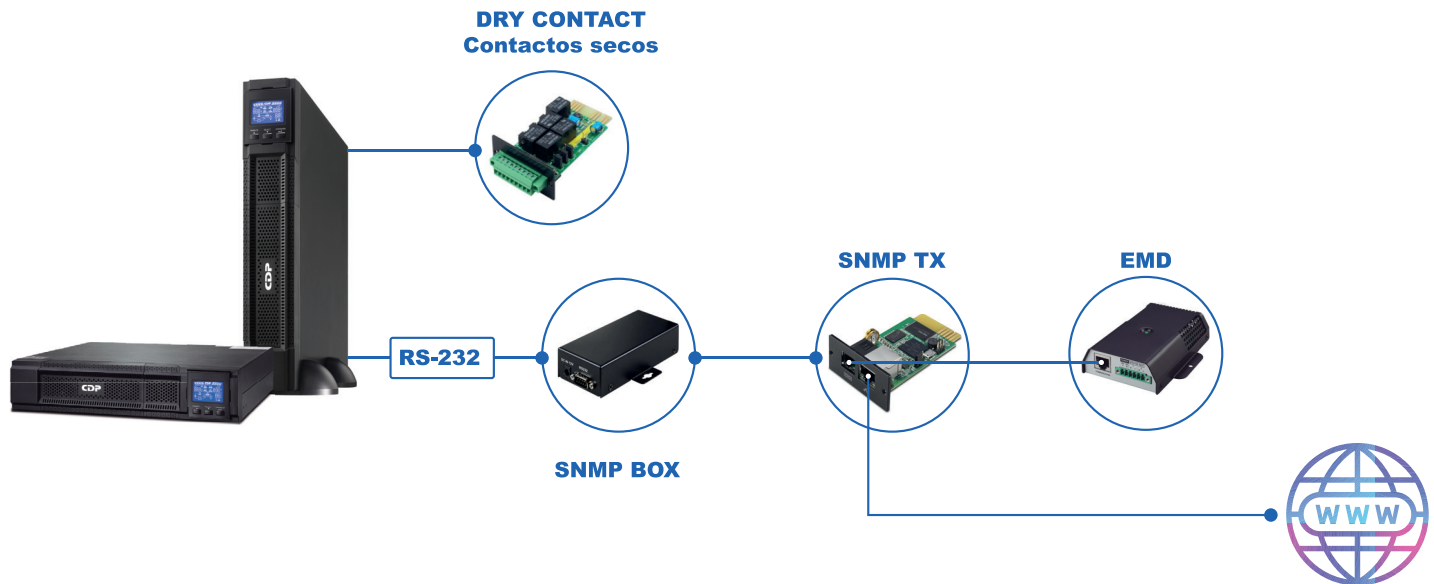 DRY CONTACT
Contactos secos
CDP
SNMP TX
EMD
RS-232
CDP
SNMP BOX
WWW